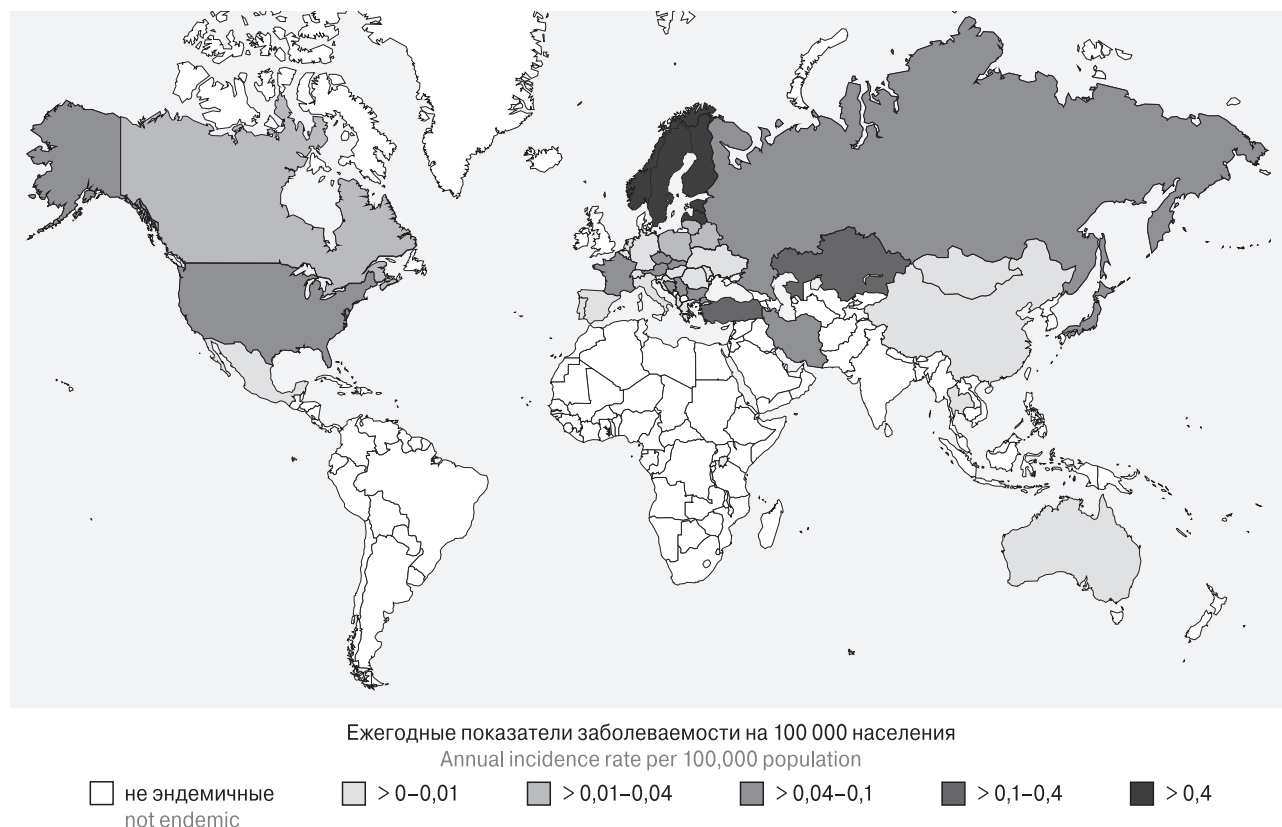 Ежегодные показатели заболеваемости на 100 000 населения
Annual incidence rate per 100,000 population
не эндемичные > 0–0,01 > 0,01–0,04 > 0,04–0,1 > 0,1–0,4 > 0,4
not endemic